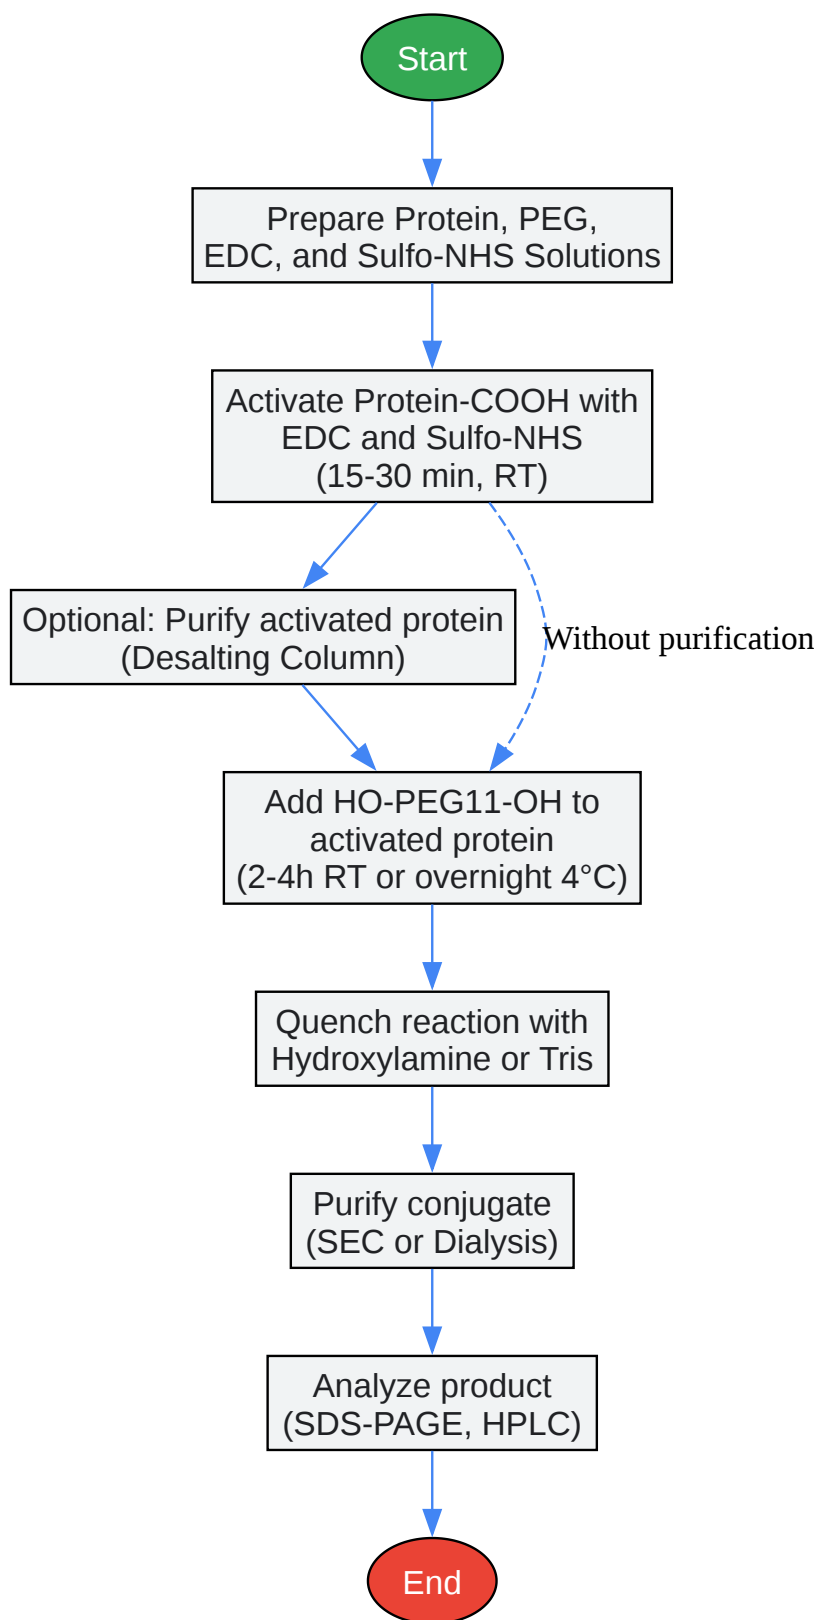 Start
Prepare Protein, PEG,
EDC, and Sulfo-NHS Solutions
Activate Protein-COOH with
EDC and Sulfo-NHS
(15-30 min, RT)
Optional: Purify activated protein
(Desalting Column)
Without purification
Add HO-PEG11-OH to
activated protein
(2-4h RT or overnight 4°C)
Quench reaction with
Hydroxylamine or Tris
Purify conjugate
(SEC or Dialysis)
Analyze product
(SDS-PAGE, HPLC)
End